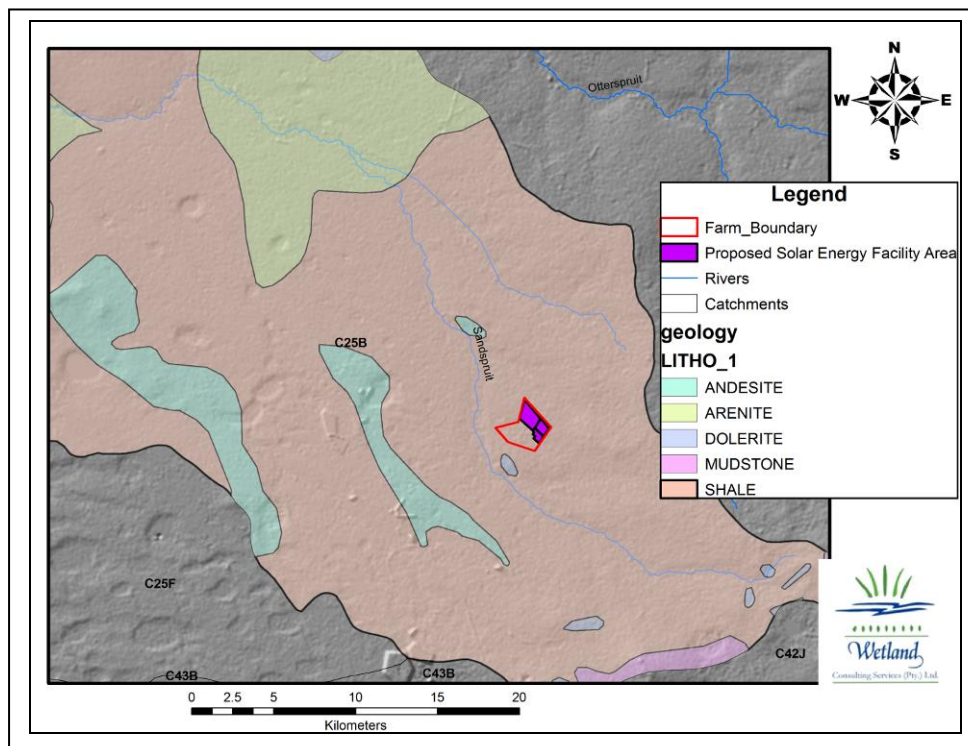 N
W E
S
Otterspruit
Legend
Farm_Boundary
Proposed Solar Energy Facility Area
Rivers
Catchments
geology
LITHO_1
ANDESITE
ARENITE
DOLERITE
MUDSTONE
SHALE
C25B
Sandspruit
C25F
C43B
C43B
C42J
Wetland
Consulting Services (Pty.) Ltd.
0 2.5 5 10 15 20
Kilometers